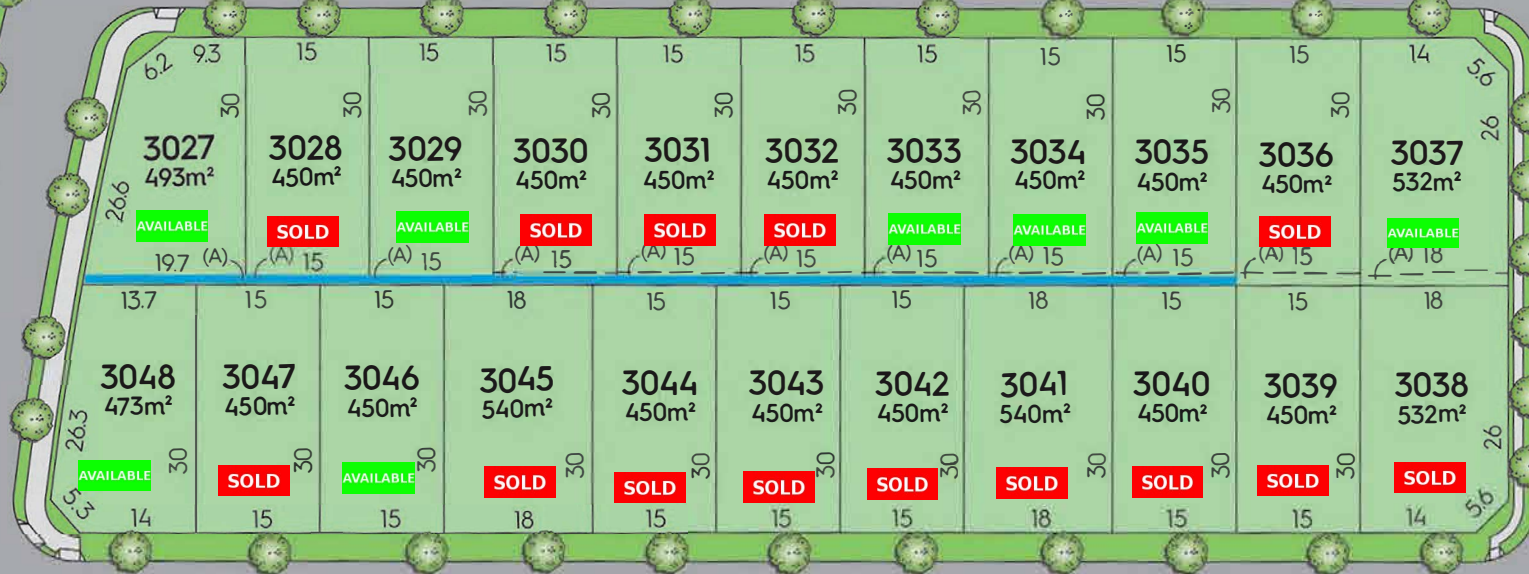 6.2 9.3 15 15 15 15 15 15 15 15 15 14 5.6
30 30 30 30 30 30 30 30 30 26
3027 3028 3029 3030 3031 3032 3033 3034 3035 3036 3037
493m² 450m² 450m² 450m² 450m² 450m² 450m² 450m² 450m² 450m² 532m²
26.6
AVAILABLE SOLD AVAILABLE SOLD SOLD SOLD AVAILABLE AVAILABLE AVAILABLE SOLD AVAILABLE
19.7 (A) (A) 15 (A) 15 (A) 15 (A) 15 (A) 15 (A) 15 (A) 15 (A) 15 (A) 15 (A) 18
13.7 15 15 18 15 15 15 18 15 15 18
3048 3047 3046 3045 3044 3043 3042 3041 3040 3039 3038
473m² 450m² 450m² 540m² 450m² 450m² 450m² 540m² 450m² 450m² 532m²
26.3 30 30 30 30 30 30 30 30 30 26
AVAILABLE SOLD AVAILABLE SOLD SOLD SOLD SOLD SOLD SOLD SOLD SOLD
5.3 14 15 15 18 15 15 15 18 15 15 14 5.6